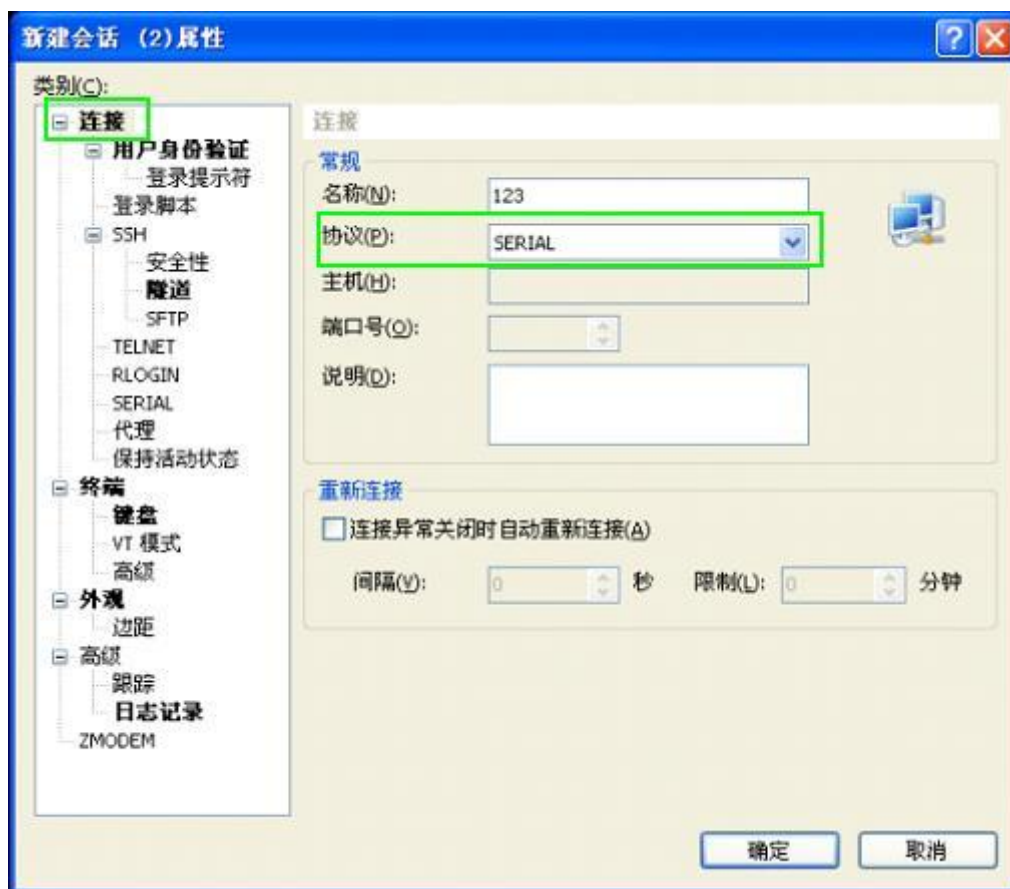 新建会话 (2)属性
类别(C):
连接
用户身份验证
登录提示符
登录脚本
SSH
安全性
隧道
SFTP
TELNET
RLOGIN
SERIAL
代理
保持活动状态
终端
键盘
VT 模式
高级
外观
边距
高级
跟踪
日志记录
ZMODEM
连接
常规
名称(N): 123
协议(P): SERIAL
主机(H):
端口号(O):
说明(D):
重新连接
连接异常关闭时自动重新连接(A)
间隔(V): 0 秒 限制(L): 0 分钟
确定 取消